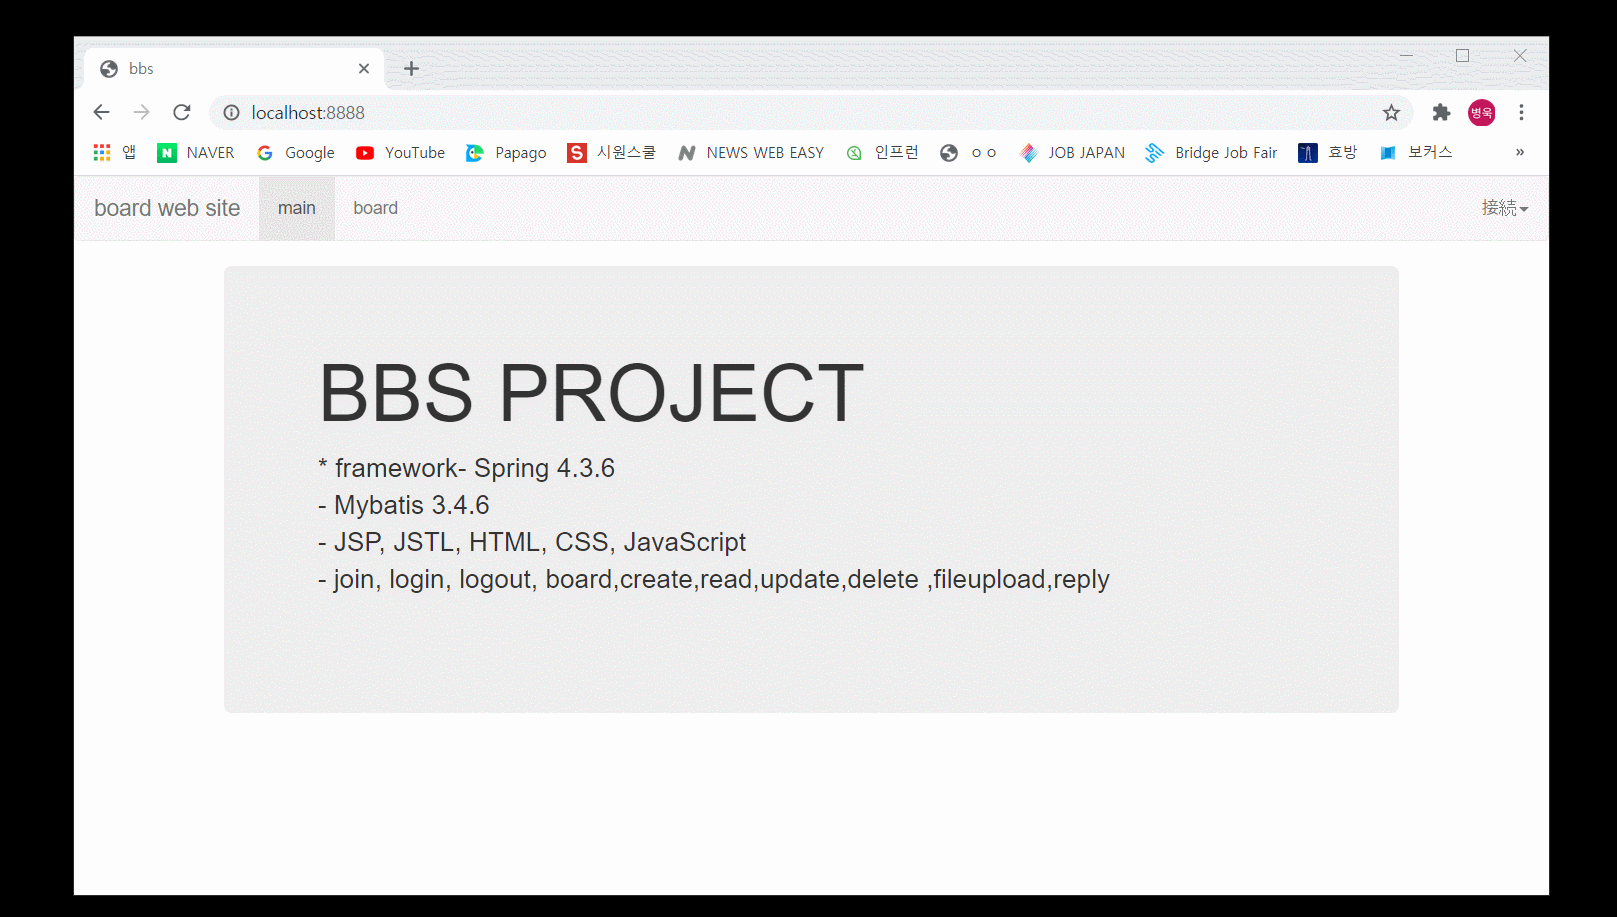 bbs
localhost:8888
병욱
앱 NAVER Google YouTube Papago 시원스쿨 NEWS WEB EASY 인프런 ㅇㅇ JOB JAPAN Bridge Job Fair 효방 보커스 »
board web site main board 接続
BBS PROJECT
* framework- Spring 4.3.6
- Mybatis 3.4.6
- JSP, JSTL, HTML, CSS, JavaScript
- join, login, logout, board,create,read,update,delete ,fileupload,reply